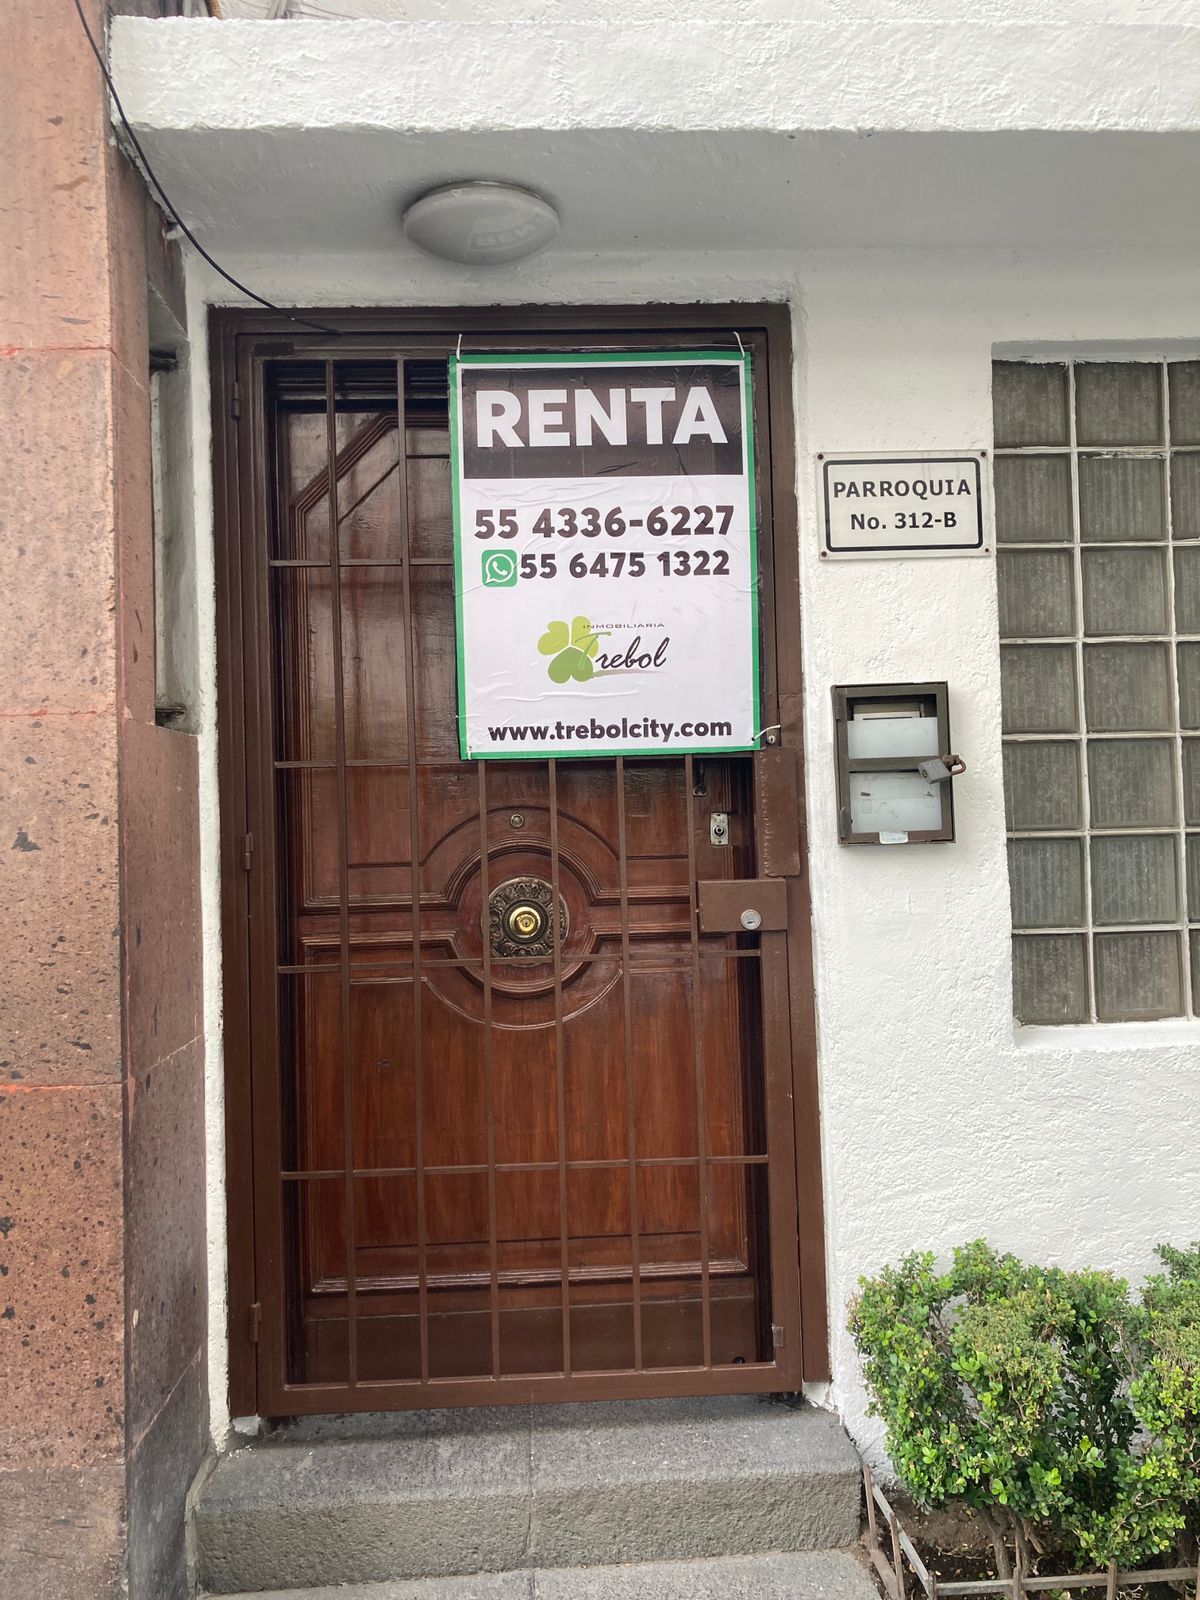 RENTA
55 4336-6227
55 6475 1322
INMOBILIARIA
Trebol
www.trebolcity.com
PARROQUIA
No. 312-B